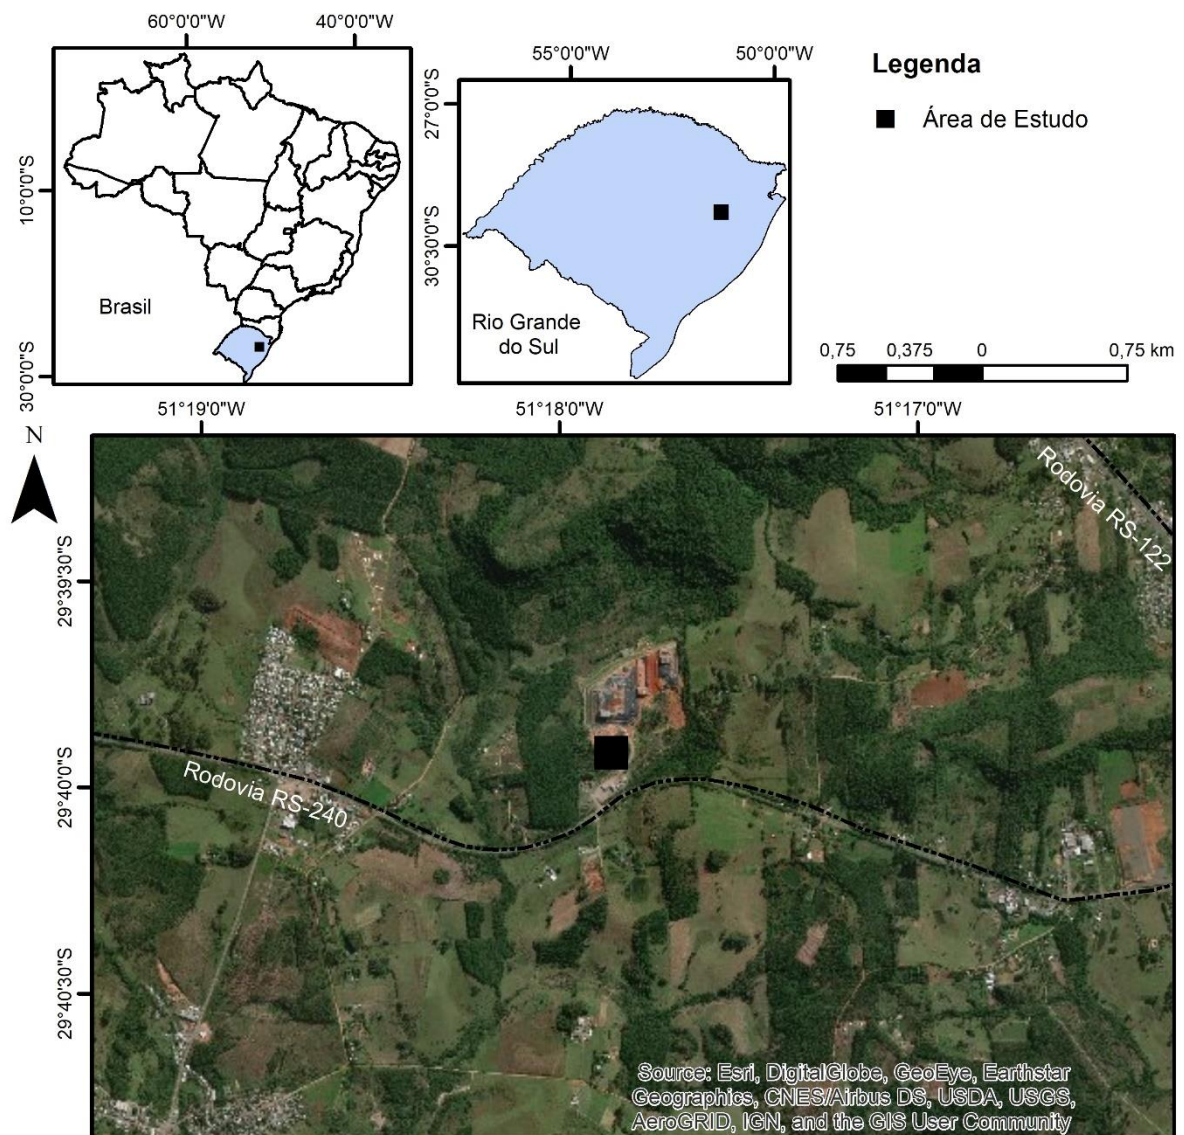 60°0'0"W 40°0'0"W
10°0'0"S
30°0'0"S
Brasil
55°0'0"W 50°0'0"W
27°0'0"S
30°30'0"S
Rio Grande
do Sul
Legenda
Área de Estudo
0,75 0,375 0 0,75 km
51°19'0"W 51°18'0"W 51°17'0"W
N
29°39'30"S
29°40'0"S
29°40'30"S
Rodovia RS-122
Rodovia RS-240
Source: Esri, DigitalGlobe, GeoEye, Earthstar
Geographics, CNES/Airbus DS, USDA, USGS,
AeroGRID, IGN, and the GIS User Community